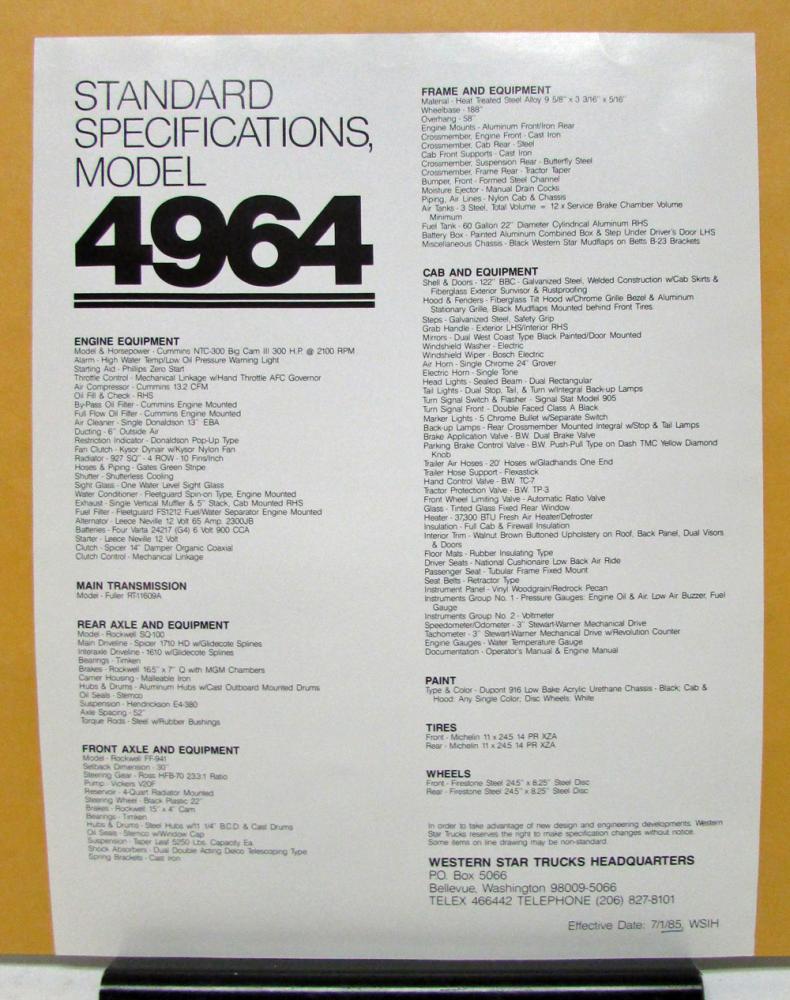 STANDARD
SPECIFICATIONS,
MODEL
4964
ENGINE EQUIPMENT
Model & Horsepower - Cummins NTC-300 Big Cam III 300 H.P. @ 2100 RPM
Alarm - High Water Temp/Low Oil Pressure Warning Light
Starting Aid - Phillips Zero Start
Throttle Control - Mechanical Linkage w/Hand Throttle AFC Governor
Air Compressor - Cummins 13.2 CFM
Oil Fill & Check - RHS
By-Pass Oil Filter - Cummins Engine Mounted
Full Flow Oil Filter - Cummins Engine Mounted
Air Cleaner - Single Donaldson 13" EBA
Ducting - 6" Outside Air
Restriction Indicator - Donaldson Pop-Up Type
Fan Clutch - Kysor Dynair w/Kysor Nylon Fan
Radiator - 927 SQ" - 4 ROW - 10 Fins/Inch
Hoses & Piping - Gates Green Stripe
Shutter - Shutterless Cooling
Sight Glass - One Water Level Sight Glass
Water Conditioner - Fleetguard Spin-on Type, Engine Mounted
Exhaust - Single Vertical Muffler & 5" Stack, Cab Mounted RHS
Fuel Filter - Fleetguard FS1212 Fuel/Water Separator Engine Mounted
Alternator - Leece Neville 12 Volt 65 Amp. 2300JB
Batteries - Four Varta 24217 (G4) 6 Volt 900 CCA
Starter - Leece Neville 12 Volt
Clutch - Spicer 14" Damper Organic Coaxial
Clutch Control - Mechanical Linkage
MAIN TRANSMISSION
Model - Fuller RT-11609A
REAR AXLE AND EQUIPMENT
Model - Rockwell SQ-100
Main Driveline - Spicer 1710 HD w/Glidecote Splines
Interaxle Driveline - 1610 w/Glidecote Splines
Bearings - Timken
Brakes - Rockwell 16.5" x 7" Q with MGM Chambers
Carrier Housing - Malleable Iron
Hubs & Drums - Aluminum Hubs w/Cast Outboard Mounted Drums
Oil Seals - Stemco
Suspension - Hendrickson E4-380
Axle Spacing - 52"
Torque Rods - Steel w/Rubber Bushings
FRONT AXLE AND EQUIPMENT
Model - Rockwell FF-941
Setback Dimension - 30"
Steering Gear - Ross HFB-70 23.3:1 Ratio
Pump - Vickers V20F
Reservoir - 4-Quart Radiator Mounted
Steering Wheel - Black Plastic 22"
Brakes - Rockwell 15" x 4" Cam
Bearings - Timken
Hubs & Drums - Steel Hubs w/11 1/4" B.C.D. & Cast Drums
Oil Seals - Stemco w/Window Cap
Suspension - Taper Leaf 5250 Lbs. Capacity Ea.
Shock Absorbers - Dual Double Acting Delco Telescoping Type
Spring Brackets - Cast Iron
FRAME AND EQUIPMENT
Material - Heat Treated Steel Alloy 9 5/8" x 3 3/16" x 5/16"
Wheelbase - 188"
Overhang - 58"
Engine Mounts - Aluminum Front/Iron Rear
Crossmember, Engine Front - Cast Iron
Crossmember, Cab Rear - Steel
Cab Front Supports - Cast Iron
Crossmember, Suspension Rear - Butterfly Steel
Crossmember, Frame Rear - Tractor Taper
Bumper, Front - Formed Steel Channel
Moisture Ejector - Manual Drain Cocks
Piping, Air Lines - Nylon Cab & Chassis
Air Tanks - 3 Steel, Total Volume = 12 x Service Brake Chamber Volume
Minimum
Fuel Tank - 60 Gallon 22" Diameter Cylindrical Aluminum RHS
Battery Box - Painted Aluminum Combined Box & Step Under Driver's Door LHS
Miscellaneous Chassis - Black Western Star Mudflaps on Betts B-23 Brackets
CAB AND EQUIPMENT
Shell & Doors - 122" BBC - Galvanized Steel, Welded Construction w/Cab Skirts &
Fiberglass Exterior Sunvisor & Rustproofing
Hood & Fenders - Fiberglass Tilt Hood w/Chrome Grille Bezel & Aluminum
Stationary Grille, Black Mudflaps Mounted behind Front Tires
Steps - Galvanized Steel, Safety Grip
Grab Handle - Exterior LHS/Interior RHS
Mirrors - Dual West Coast Type Black Painted/Door Mounted
Windshield Washer - Electric
Windshield Wiper - Bosch Electric
Air Horn - Single Chrome 24" Grover
Electric Horn - Single Tone
Head Lights - Sealed Beam - Dual Rectangular
Tail Lights - Dual Stop, Tail, & Turn w/Integral Back-up Lamps
Turn Signal Switch & Flasher - Signal Stat Model 905
Turn Signal Front - Double Faced Class A Black
Marker Lights - 5 Chrome Bullet w/Separate Switch
Back-up Lamps - Rear Crossmember Mounted Integral w/Stop & Tail Lamps
Brake Application Valve - B.W. Dual Brake Valve
Parking Brake Control Valve - B.W. Push-Pull Type on Dash TMC Yellow Diamond
Knob
Trailer Air Hoses - 20' Hoses w/Gladhands One End
Trailer Hose Support - Flexastick
Hand Control Valve - B.W. TC-7
Tractor Protection Valve - B.W. TP-3
Front Wheel Limiting Valve - Automatic Ratio Valve
Glass - Tinted Glass Fixed Rear Window
Heater - 37,300 BTU Fresh Air Heater/Defroster
Insulation - Full Cab & Firewall Insulation
Interior Trim - Walnut Brown Buttoned Upholstery on Roof, Back Panel, Dual Visors
& Doors
Floor Mats - Rubber Insulating Type
Driver Seats - National Cushionaire Low Back Air Ride
Passenger Seat - Tubular Frame Fixed Mount
Seat Belts - Retractor Type
Instrument Panel - Vinyl Woodgrain/Redrock Pecan
Instruments Group No. 1 - Pressure Gauges: Engine Oil & Air. Low Air Buzzer, Fuel
Gauge
Instruments Group No. 2 - Voltmeter
Speedometer/Odometer - 3" Stewart-Warner Mechanical Drive
Tachometer - 3" Stewart-Warner Mechanical Drive w/Revolution Counter
Engine Gauges - Water Temperature Gauge
Documentation - Operator's Manual & Engine Manual
PAINT
Type & Color - Dupont 916 Low Bake Acrylic Urethane Chassis - Black; Cab &
Hood: Any Single Color; Disc Wheels: White
TIRES
Front - Michelin 11 x 24.5 14 PR XZA
Rear - Michelin 11 x 24.5 14 PR XZA
WHEELS
Front - Firestone Steel 24.5" x 8.25" Steel Disc
Rear - Firestone Steel 24.5" x 8.25" Steel Disc
In order to take advantage of new design and engineering developments, Western
Star Trucks reserves the right to make specification changes without notice.
Some items on line drawing may be non-standard.
WESTERN STAR TRUCKS HEADQUARTERS
P.O. Box 5066
Bellevue, Washington 98009-5066
TELEX 466442 TELEPHONE (206) 827-8101
Effective Date: 7/1/85, WSIH